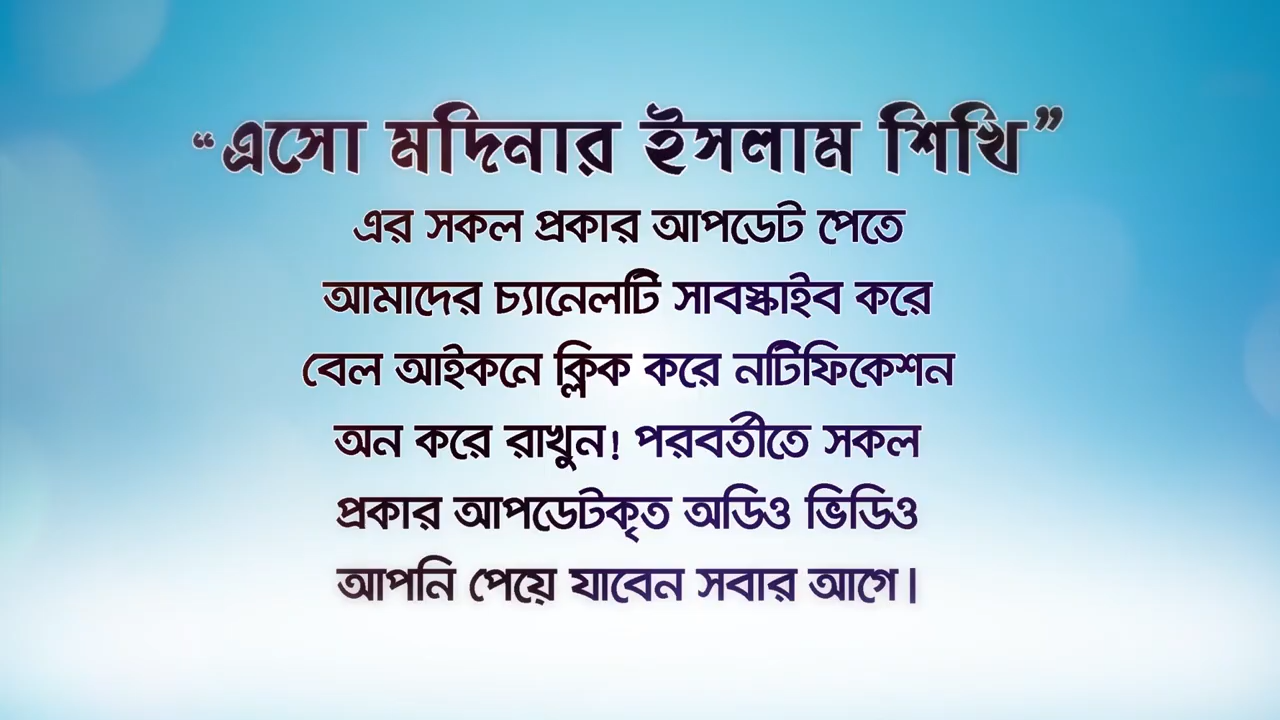 “এসো মদিনার ইসলাম শিখি”
এর সকল প্রকার আপডেট পেতে
আমাদের চ্যানেলটি সাবস্কাইব করে
বেল আইকনে ক্লিক করে নটিফিকেশন
অন করে রাখুন! পরবর্তীতে সকল
প্রকার আপডেটকৃত অডিও ভিডিও
আপনি পেয়ে যাবেন সবার আগে।